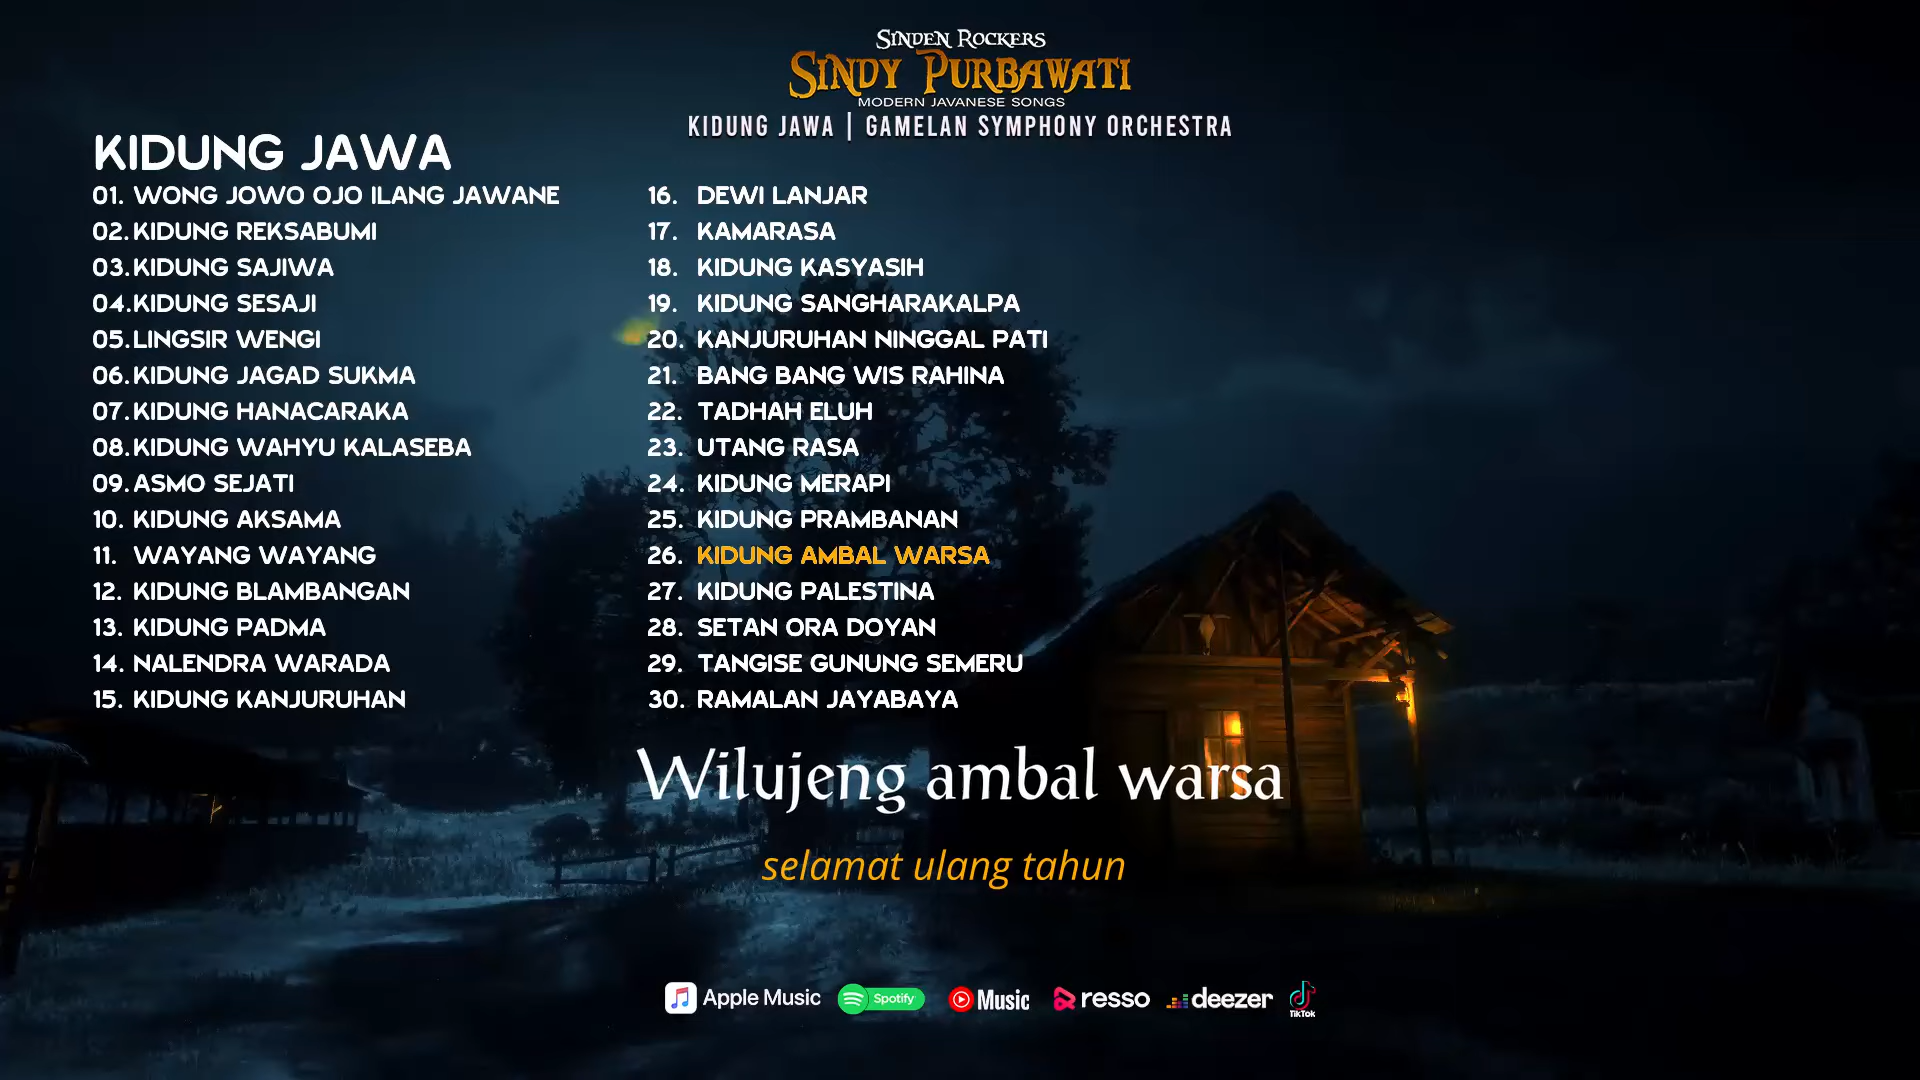 SINDEN ROCKERS
SINDY PURBAWATI
MODERN JAVANESE SONGS
KIDUNG JAWA | GAMELAN SYMPHONY ORCHESTRA
KIDUNG JAWA
01. WONG JOWO OJO ILANG JAWANE
02. KIDUNG REKSABUMI
03. KIDUNG SAJIWA
04. KIDUNG SESAJI
05. LINGSIR WENGI
06. KIDUNG JAGAD SUKMA
07. KIDUNG HANACARAKA
08. KIDUNG WAHYU KALASEBA
09. ASMO SEJATI
10. KIDUNG AKSAMA
11. WAYANG WAYANG
12. KIDUNG BLAMBANGAN
13. KIDUNG PADMA
14. NALENDRA WARADA
15. KIDUNG KANJURUHAN
16. DEWI LANJAR
17. KAMARASA
18. KIDUNG KASYASIH
19. KIDUNG SANGHARAKALPA
20. KANJURUHAN NINGGAL PATI
21. BANG BANG WIS RAHINA
22. TADHAH ELUH
23. UTANG RASA
24. KIDUNG MERAPI
25. KIDUNG PRAMBANAN
26. KIDUNG AMBAL WARSA
27. KIDUNG PALESTINA
28. SETAN ORA DOYAN
29. TANGISE GUNUNG SEMERU
30. RAMALAN JAYABAYA
Wilujeng ambal warsa
selamat ulang tahun
Apple Music Spotify Music resso deezer TikTok